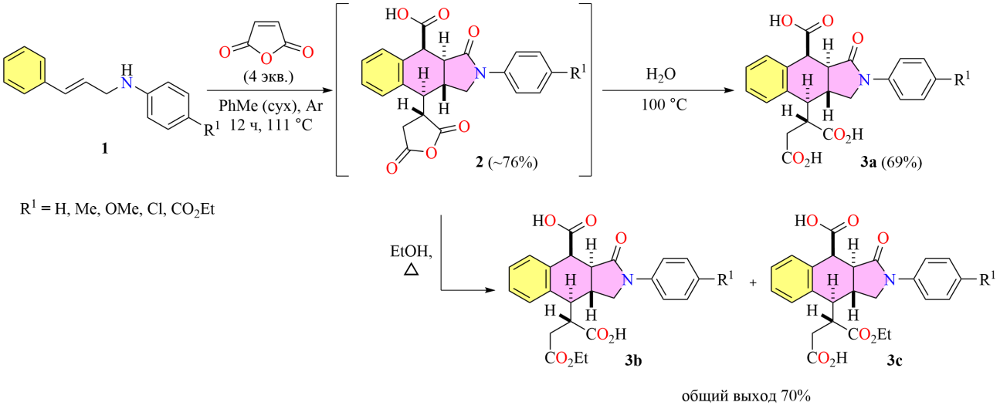 O
O
O
(4 экв.)
PhMe (сух), Ar
12 ч, 111 °C
H
N
R¹
1
HO
O
H
O
N
R¹
H
H
O
O
O
2 (~76%)
H₂O
100 °C
HO
O
H
O
N
R¹
H
H
H
CO₂H
CO₂H
3a (69%)
R¹ = H, Me, OMe, Cl, CO₂Et
EtOH,
△
HO
O
H
O
N
R¹
H
H
H
CO₂H
CO₂Et
3b
+
HO
O
H
O
N
R¹
H
H
H
CO₂Et
CO₂H
3c
общий выход 70%